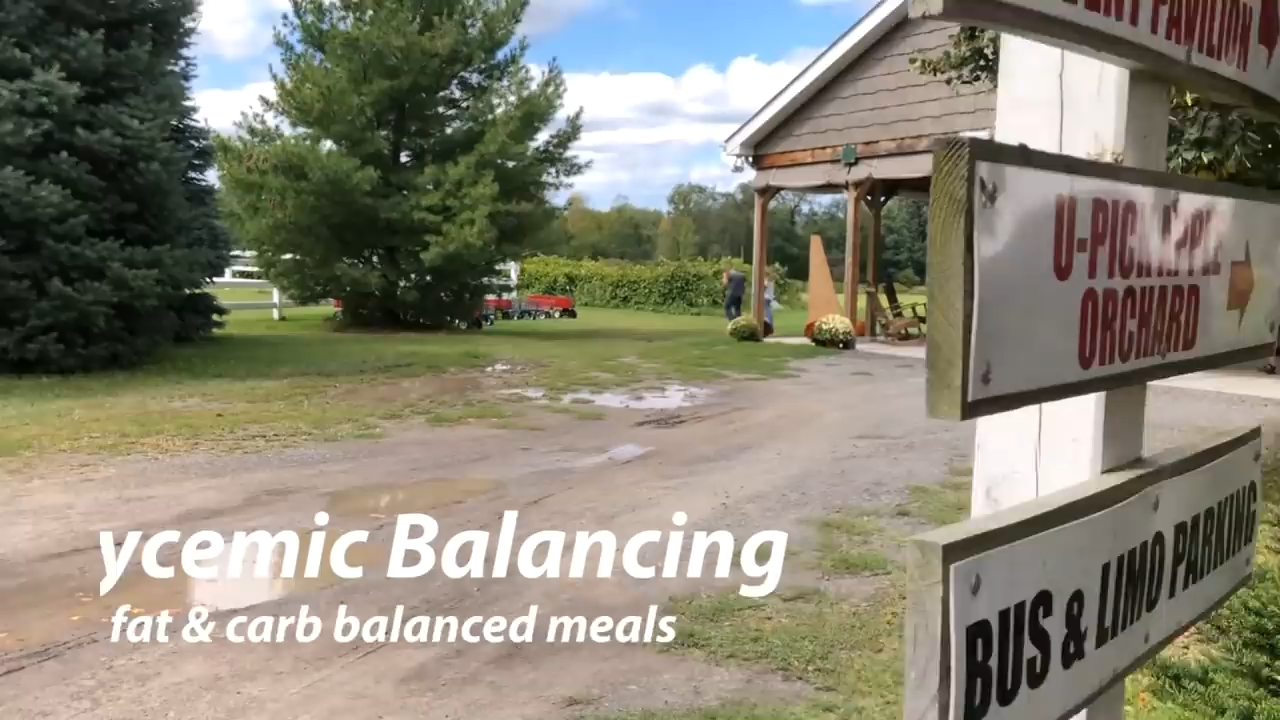 PAVILION
U-PICK APPLE
ORCHARD
BUS & LIMO PARKING
ycemic Balancing
fat & carb balanced meals